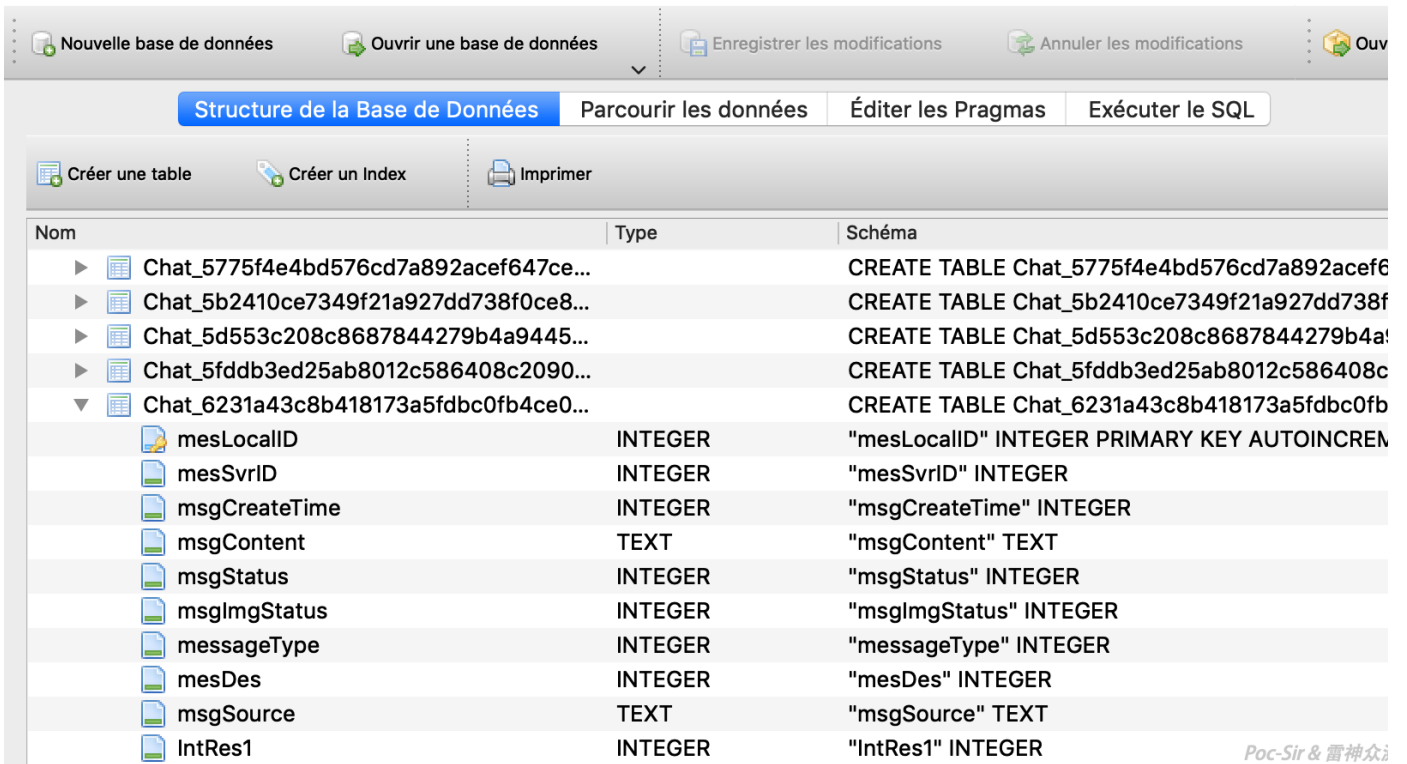 Nouvelle base de données Ouvrir une base de données Enregistrer les modifications Annuler les modifications Ouv
Structure de la Base de Données Parcourir les données Éditer les Pragmas Exécuter le SQL
Créer une table Créer un Index Imprimer
Nom Type Schéma
Chat_5775f4e4bd576cd7a892acef647ce... CREATE TABLE Chat_5775f4e4bd576cd7a892acef6
Chat_5b2410ce7349f21a927dd738f0ce8... CREATE TABLE Chat_5b2410ce7349f21a927dd738f
Chat_5d553c208c8687844279b4a9445... CREATE TABLE Chat_5d553c208c8687844279b4a9
Chat_5fddb3ed25ab8012c586408c2090... CREATE TABLE Chat_5fddb3ed25ab8012c586408c
Chat_6231a43c8b418173a5fdbc0fb4ce0... CREATE TABLE Chat_6231a43c8b418173a5fdbc0fb
mesLocalID INTEGER "mesLocalID" INTEGER PRIMARY KEY AUTOINCREM
mesSvrID INTEGER "mesSvrID" INTEGER
msgCreateTime INTEGER "msgCreateTime" INTEGER
msgContent TEXT "msgContent" TEXT
msgStatus INTEGER "msgStatus" INTEGER
msgImgStatus INTEGER "msgImgStatus" INTEGER
messageType INTEGER "messageType" INTEGER
mesDes INTEGER "mesDes" INTEGER
msgSource TEXT "msgSource" TEXT
IntRes1 INTEGER "IntRes1" INTEGER
Poc-Sir & 雷神众测